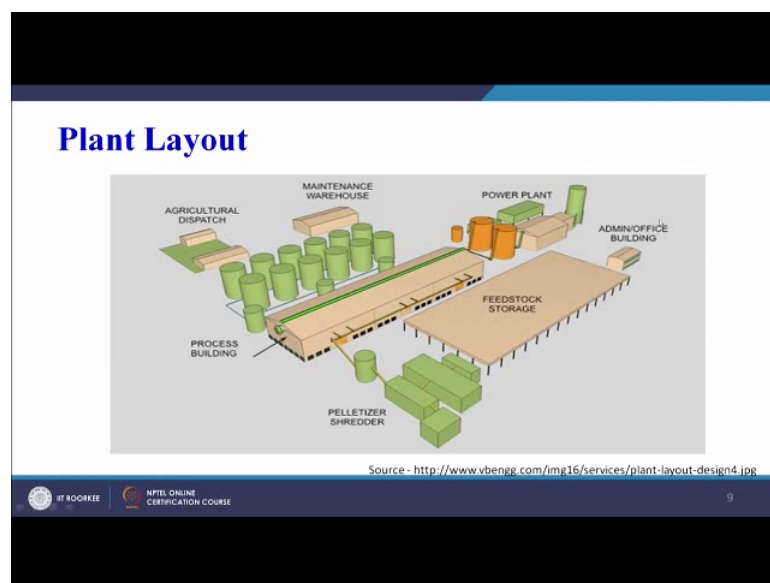 Plant Layout
MAINTENANCE
WAREHOUSE
AGRICULTURAL
DISPATCH
POWER PLANT
ADMIN/OFFICE
BUILDING
FEEDSTOCK
STORAGE
PROCESS
BUILDING
PELLETIZER
SHREDDER
Source - http://www.vbengg.com/img16/services/plant-layout-design4.jpg
IIT ROORKEE
NPTEL ONLINE
CERTIFICATION COURSE
9